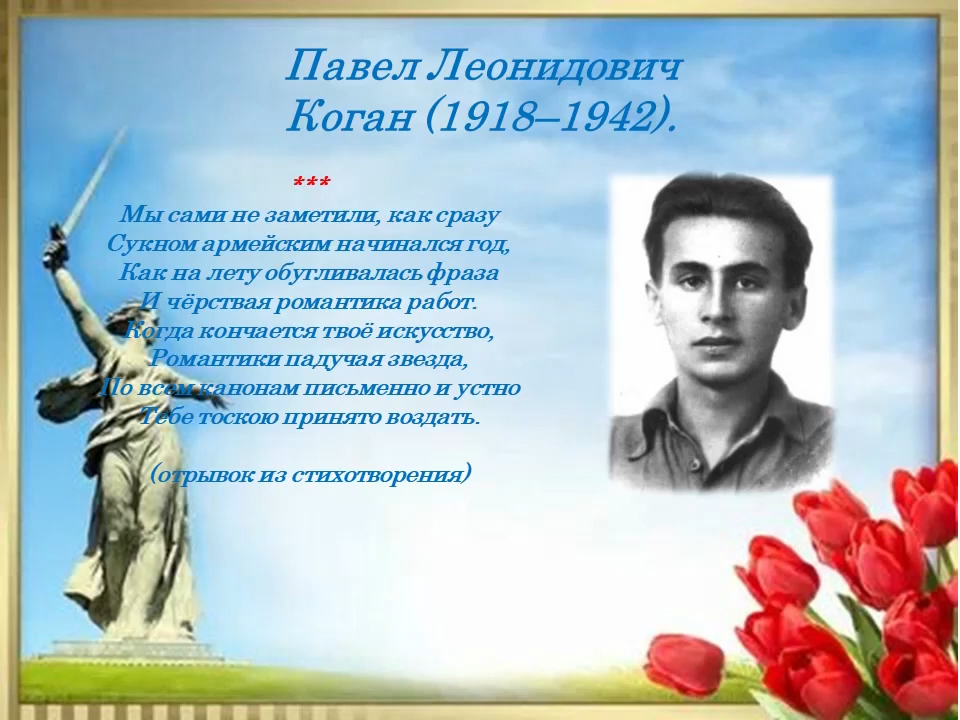 Павел Леонидович
Коган (1918–1942).
***
Мы сами не заметили, как сразу
Сукном армейским начинался год,
Как на лету обугливалась фраза
И чёрствая романтика работ.
Когда кончается твоё искусство,
Романтики падучая звезда,
По всем канонам письменно и устно
Тебе тоскою принято воздать.
(отрывок из стихотворения)